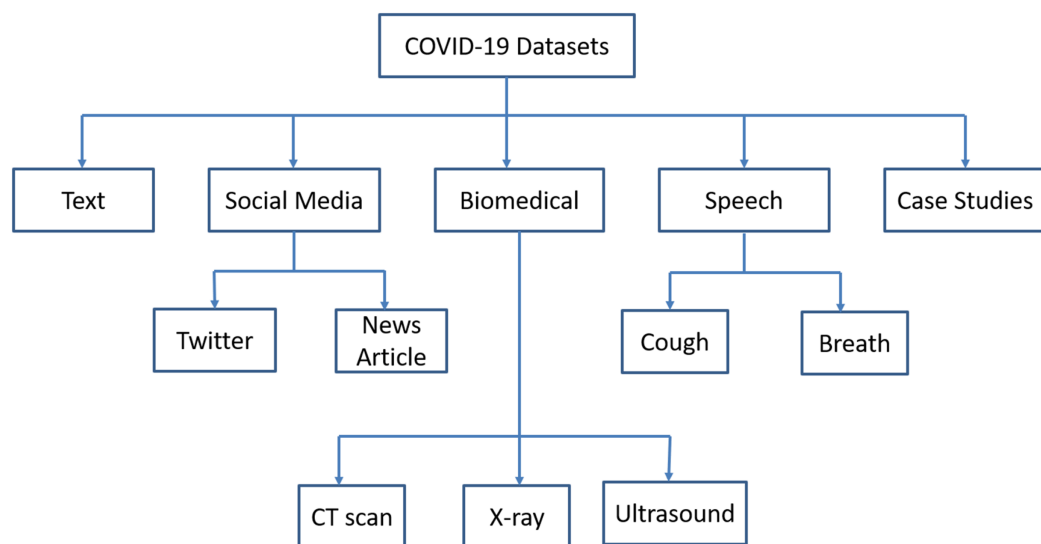 COVID-19 Datasets
Text
Social Media
Biomedical
Speech
Case Studies
Twitter
News
Article
Cough
Breath
CT scan
X-ray
Ultrasound